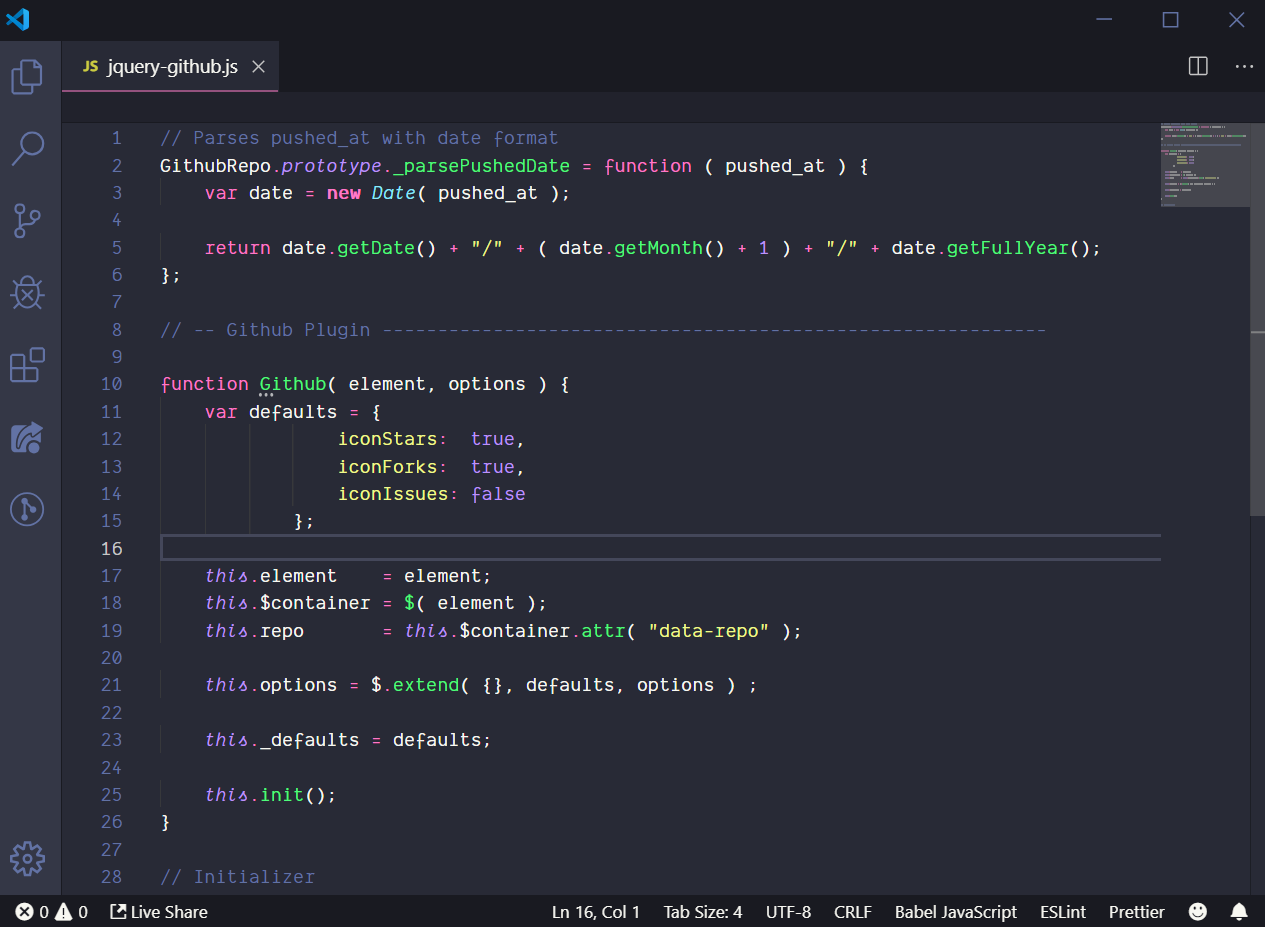 JS jquery-github.js
1 // Parses pushed_at with date format
2 GithubRepo.prototype._parsePushedDate = function ( pushed_at ) {
3     var date = new Date( pushed_at );
4
5     return date.getDate() + "/" + ( date.getMonth() + 1 ) + "/" + date.getFullYear();
6 };
7
8 // -- Github Plugin ------------------------------------------------------------
9
10 function Github( element, options ) {
11     var defaults = {
12                 iconStars:  true,
13                 iconForks:  true,
14                 iconIssues: false
15             };
16
17     this.element    = element;
18     this.$container = $( element );
19     this.repo       = this.$container.attr( "data-repo" );
20
21     this.options = $.extend( {}, defaults, options ) ;
22
23     this._defaults = defaults;
24
25     this.init();
26 }
27
28 // Initializer
0 0 Live Share Ln 16, Col 1 Tab Size: 4 UTF-8 CRLF Babel JavaScript ESLint Prettier